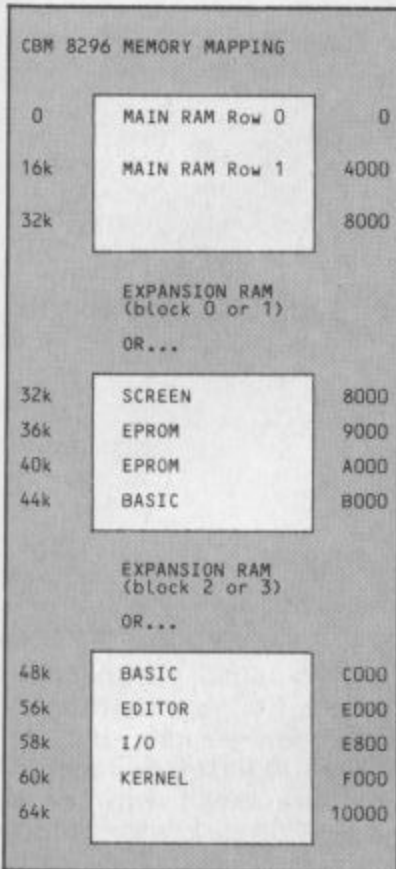 CBM 8296 MEMORY MAPPING
0 MAIN RAM Row 0 0
16k MAIN RAM Row 1 4000
32k 8000
EXPANSION RAM
(block 0 or 1)
OR...
32k SCREEN 8000
36k EPROM 9000
40k EPROM A000
44k BASIC B000
EXPANSION RAM
(block 2 or 3)
OR...
48k BASIC C000
56k EDITOR E000
58k I/O E800
60k KERNEL F000
64k 10000